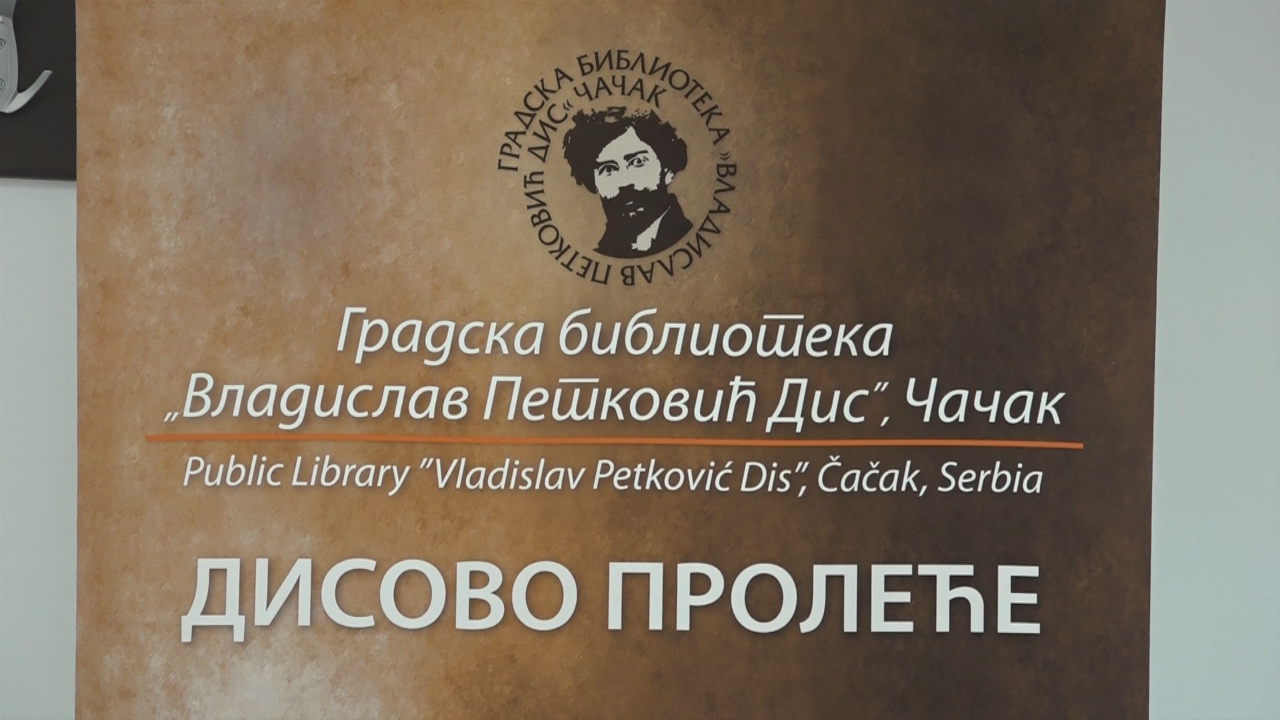 ГРАДСКА БИБЛИОТЕКА „ВЛАДИСЛАВ ПЕТКОВИЋ ДИС“ ЧАЧАК
Градска библиотека
„Владислав Петковић Дис”, Чачак
Public Library ”Vladislav Petković Dis”, Čačak, Serbia
ДИСОВО ПРОЛЕЋЕ